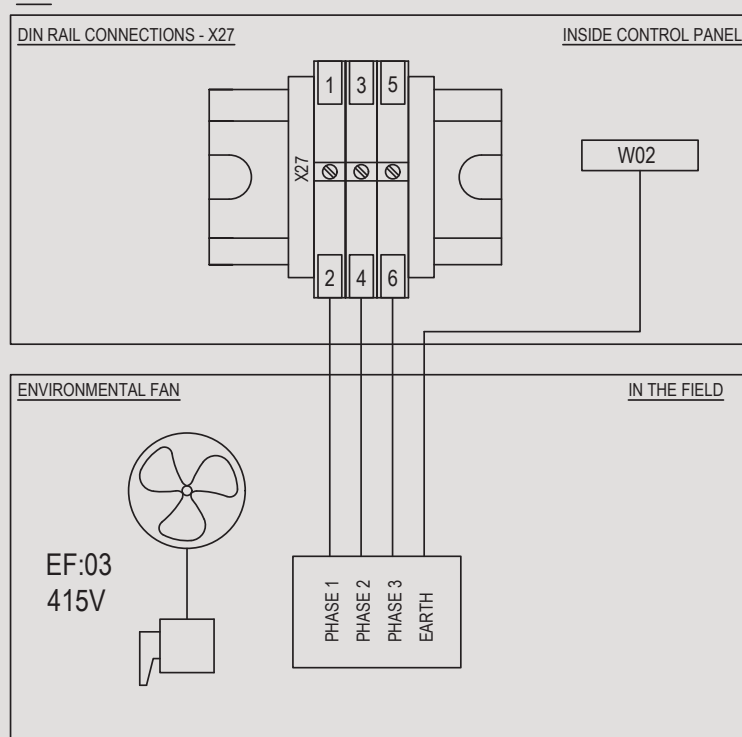 DIN RAIL CONNECTIONS - X27
INSIDE CONTROL PANEL
1 3 5
X27
W02
2 4 6
ENVIRONMENTAL FAN
IN THE FIELD
EF:03
415V
PHASE 1
PHASE 2
PHASE 3
EARTH